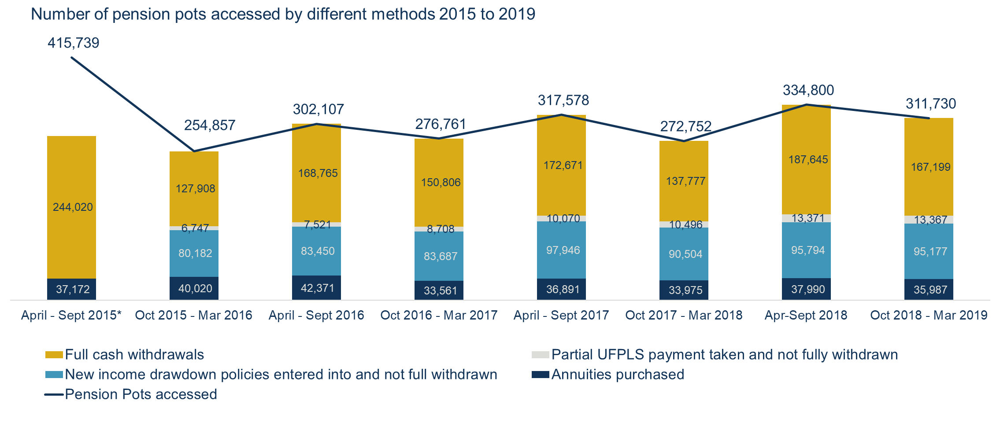 Number of pension pots accessed by different methods 2015 to 2019
415,739
254,857
302,107
276,761
317,578
272,752
334,800
311,730
244,020
127,908
168,765
150,806
172,671
137,777
187,645
167,199
6,747
7,521
8,708
10,070
10,496
13,371
13,367
80,182
83,450
83,687
97,946
90,504
95,794
95,177
37,172
40,020
42,371
33,561
36,891
33,975
37,990
35,987
April - Sept 2015*
Oct 2015 - Mar 2016
April - Sept 2016
Oct 2016 - Mar 2017
April - Sept 2017
Oct 2017 - Mar 2018
Apr-Sept 2018
Oct 2018 - Mar 2019
Full cash withdrawals
Partial UFPLS payment taken and not fully withdrawn
New income drawdown policies entered into and not full withdrawn
Annuities purchased
Pension Pots accessed